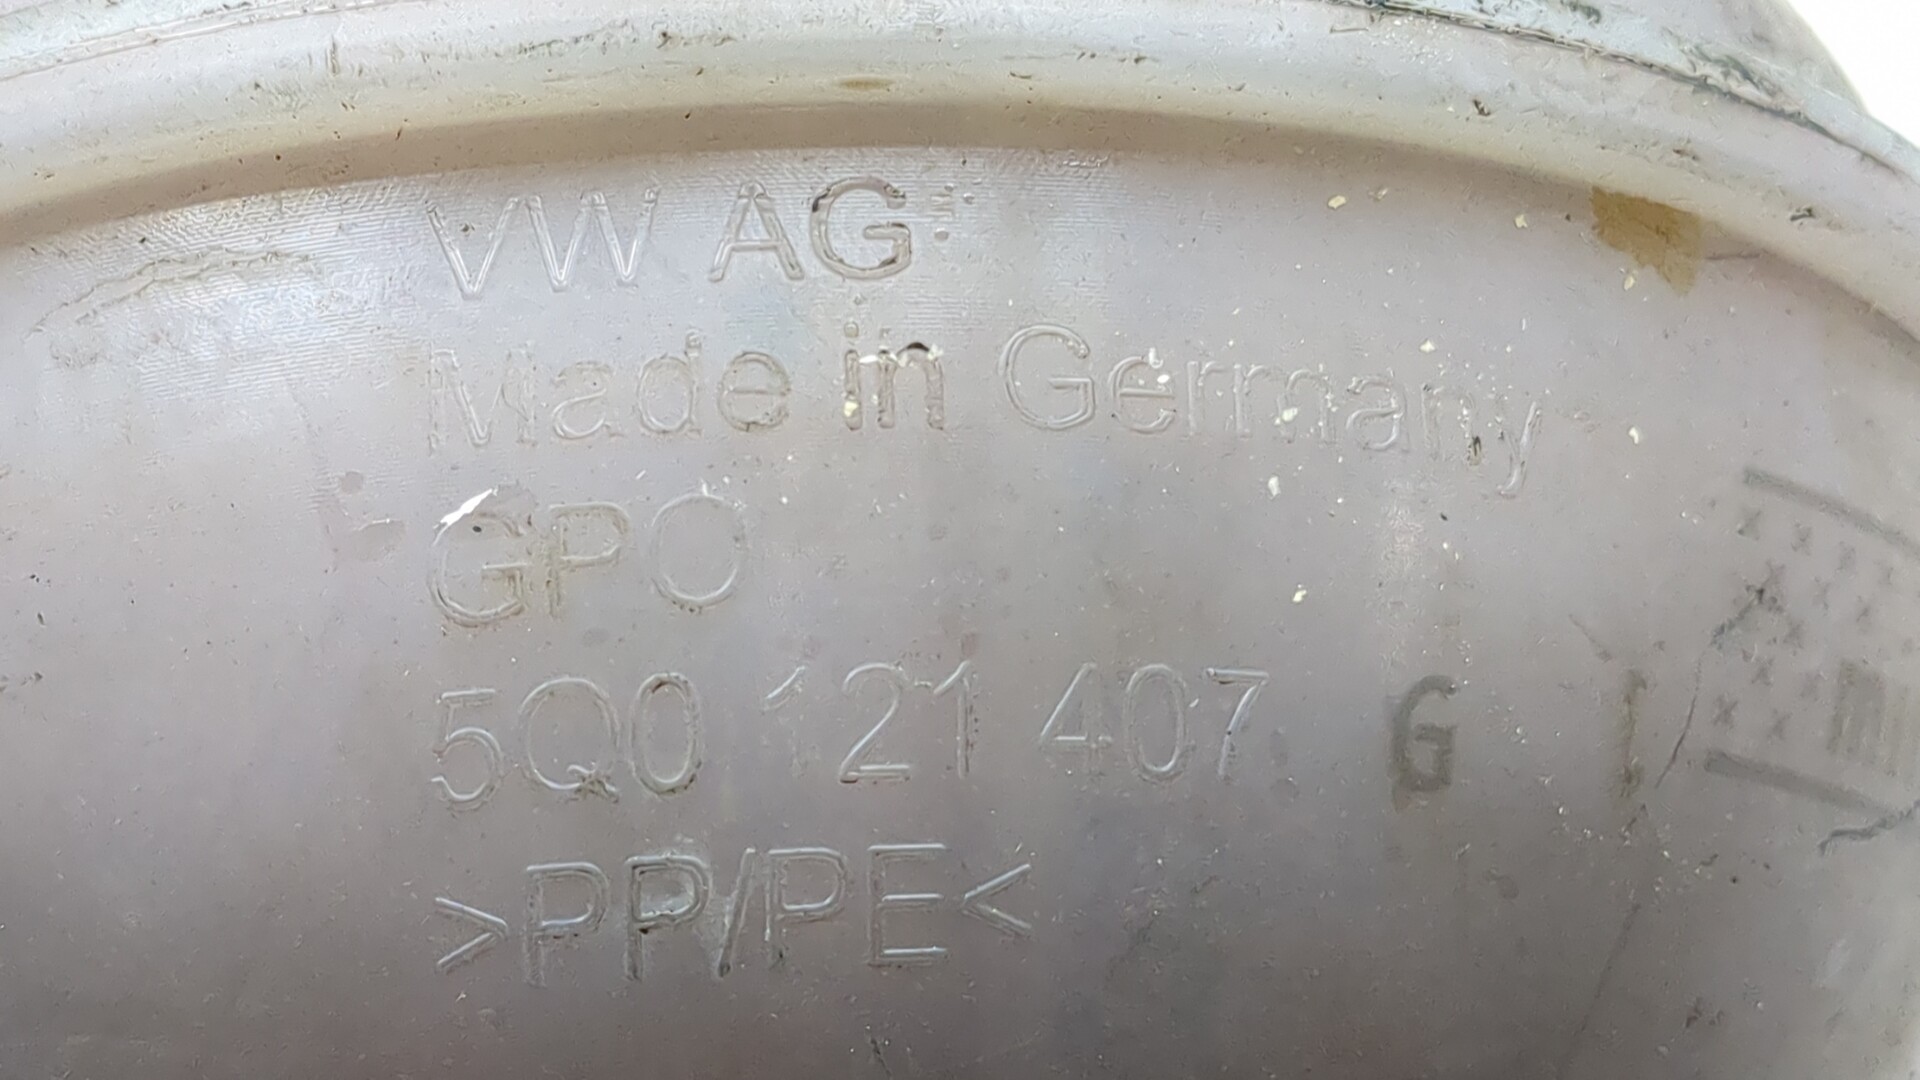 VW AG
Made in Germany
GPO
5Q0 121 407 G
>PP/PE<